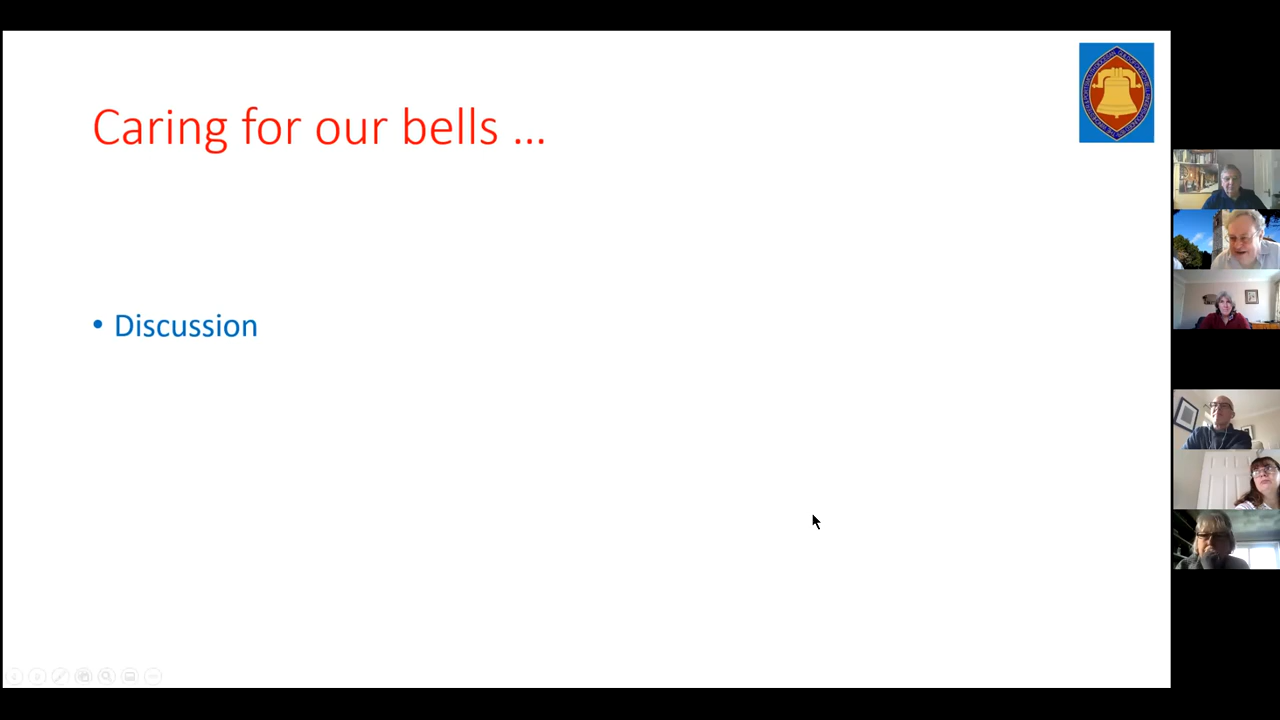 Caring for our bells ...
• Discussion